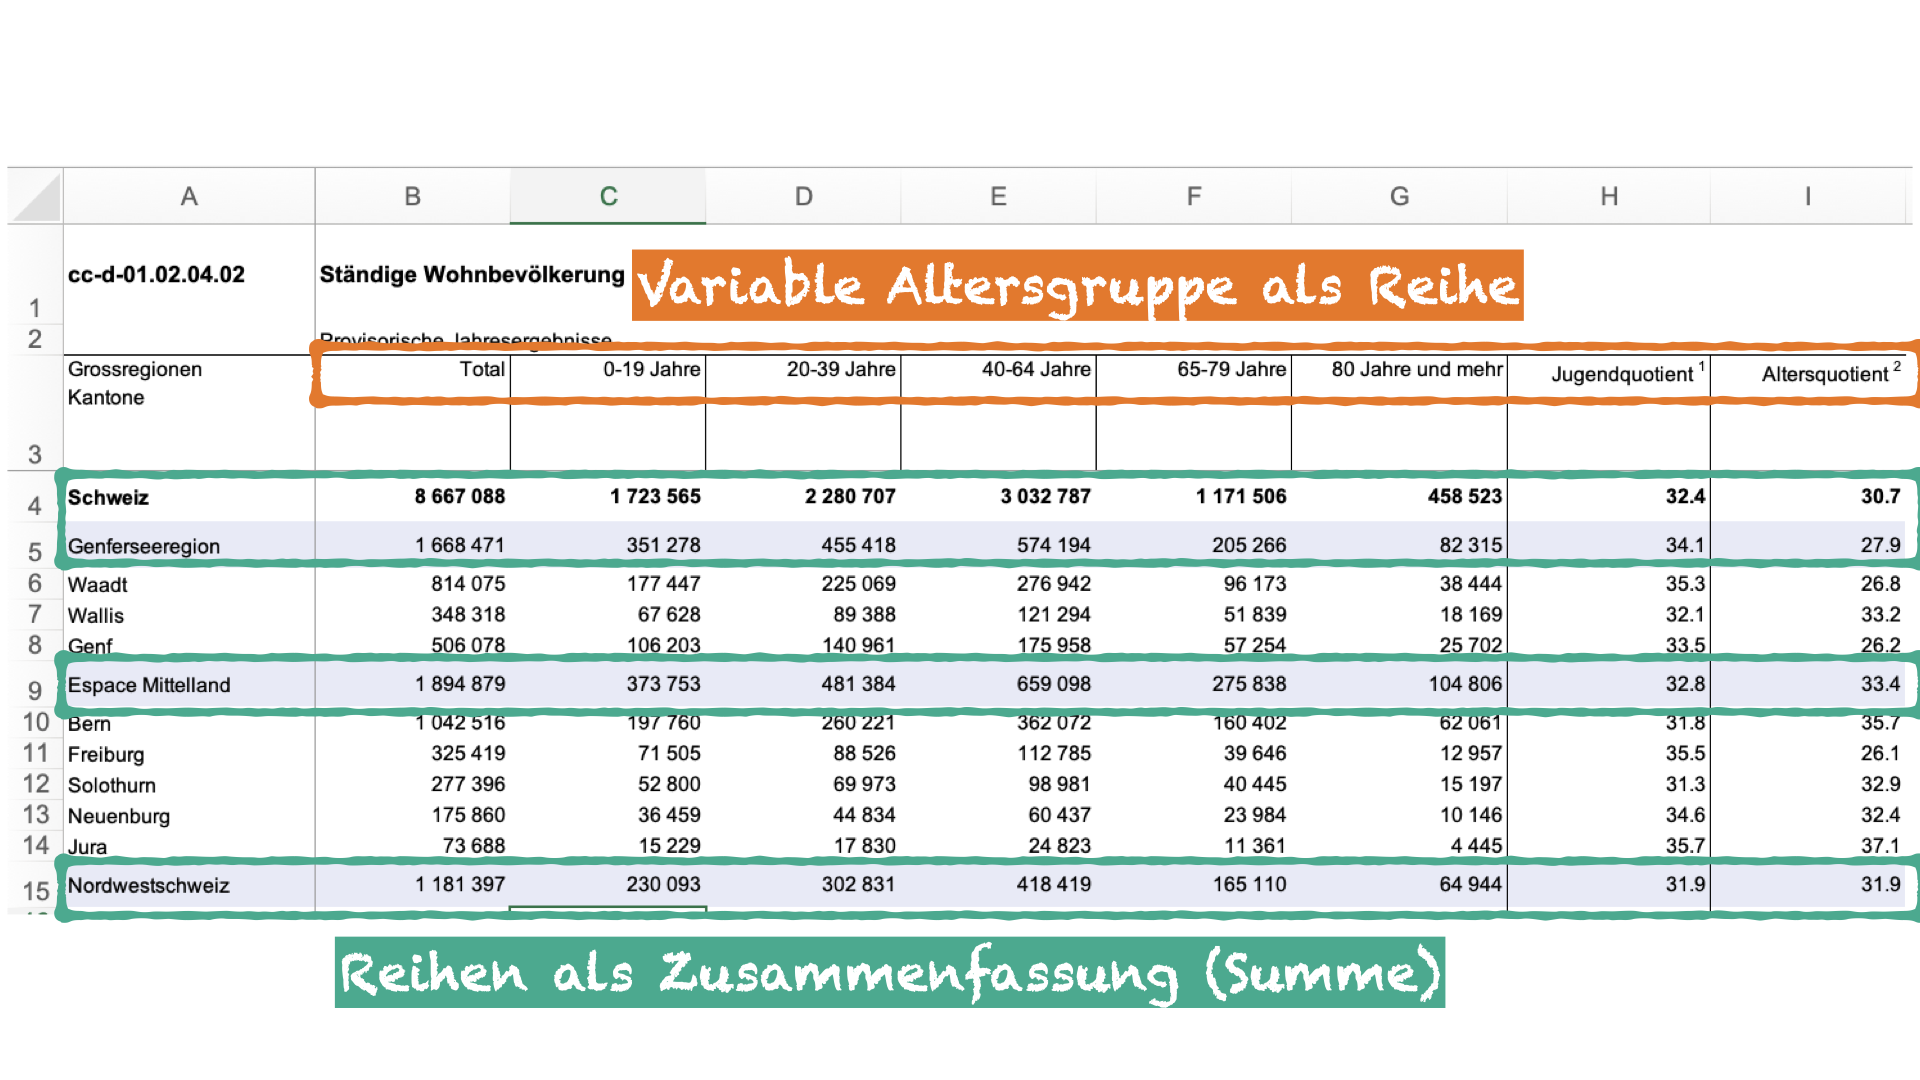 A B C D E F G H I
1 cc-d-01.02.04.02 Ständige Wohnbevölkerung Variable Altersgruppe als Reihe
2 Provisorische Jahresergebnisse
Grossregionen Total 0-19 Jahre 20-39 Jahre 40-64 Jahre 65-79 Jahre 80 Jahre und mehr Jugendquotient 1 Altersquotient 2
Kantone
3
4 Schweiz 8 667 088 1 723 565 2 280 707 3 032 787 1 171 506 458 523 32.4 30.7
5 Genferseeregion 1 668 471 351 278 455 418 574 194 205 266 82 315 34.1 27.9
6 Waadt 814 075 177 447 225 069 276 942 96 173 38 444 35.3 26.8
7 Wallis 348 318 67 628 89 388 121 294 51 839 18 169 32.1 33.2
8 Genf 506 078 106 203 140 961 175 958 57 254 25 702 33.5 26.2
9 Espace Mittelland 1 894 879 373 753 481 384 659 098 275 838 104 806 32.8 33.4
10 Bern 1 042 516 197 760 260 221 362 072 160 402 62 061 31.8 35.7
11 Freiburg 325 419 71 505 88 526 112 785 39 646 12 957 35.5 26.1
12 Solothurn 277 396 52 800 69 973 98 981 40 445 15 197 31.3 32.9
13 Neuenburg 175 860 36 459 44 834 60 437 23 984 10 146 34.6 32.4
14 Jura 73 688 15 229 17 830 24 823 11 361 4 445 35.7 37.1
15 Nordwestschweiz 1 181 397 230 093 302 831 418 419 165 110 64 944 31.9 31.9
Reihen als Zusammenfassung (Summe)